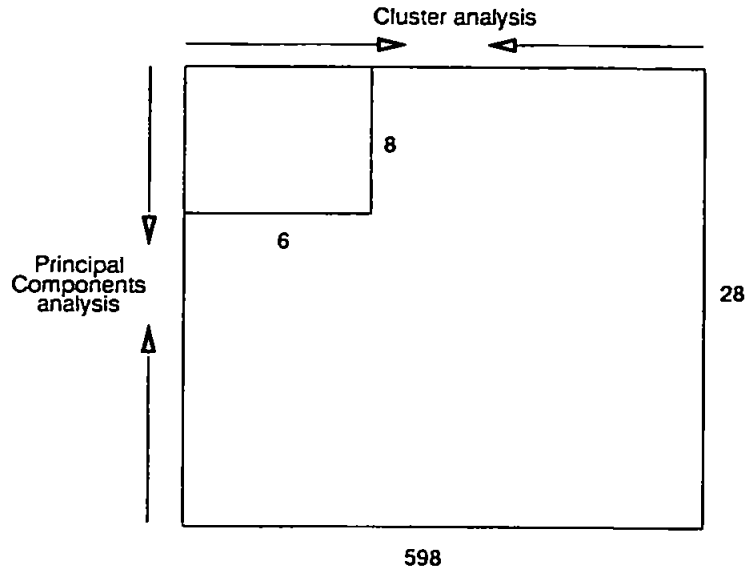 Cluster analysis
8
6
Principal
Components
analysis
28
598